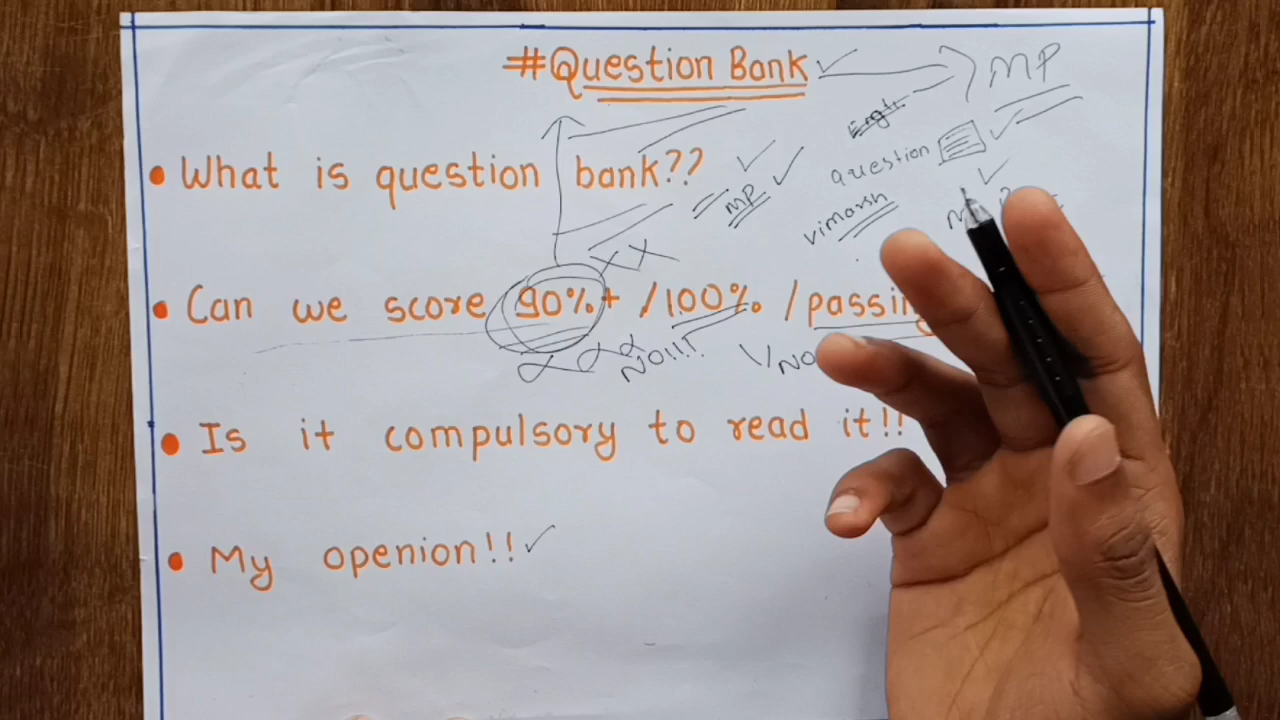 #Question Bank
MP
Engli
• What is question bank??
MP
question
vimarsh
• Can we score 90%+ /100% /passin
NO!!!
NO
• Is it compulsory to read it!!
• My openion!!